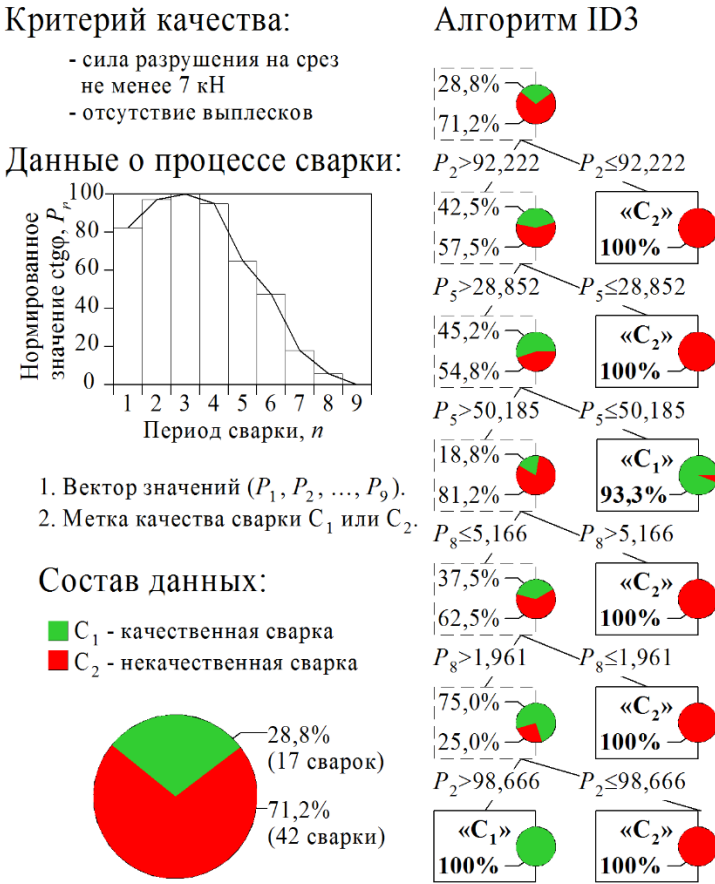 Критерий качества:
- сила разрушения на срез
не менее 7 кН
- отсутствие выплесков
Данные о процессе сварки:
Нормированное
значение ctgφ, Pn
100
80
60
40
20
0
1 2 3 4 5 6 7 8 9
Период сварки, n
1. Вектор значений (P1, P2, ..., P9).
2. Метка качества сварки C1 или C2.
Состав данных:
C1 - качественная сварка
C2 - некачественная сварка
28,8%
(17 сварок)
71,2%
(42 сварки)
Алгоритм ID3
28,8%
71,2%
P2>92,222 P2≤92,222
42,5%
57,5%
«C2»
100%
P5>28,852 P5≤28,852
45,2%
54,8%
«C2»
100%
P5>50,185 P5≤50,185
18,8%
81,2%
«C1»
93,3%
P8≤5,166 P8>5,166
37,5%
62,5%
«C2»
100%
P8>1,961 P8≤1,961
75,0%
25,0%
«C2»
100%
P2>98,666 P2≤98,666
«C1»
100%
«C2»
100%